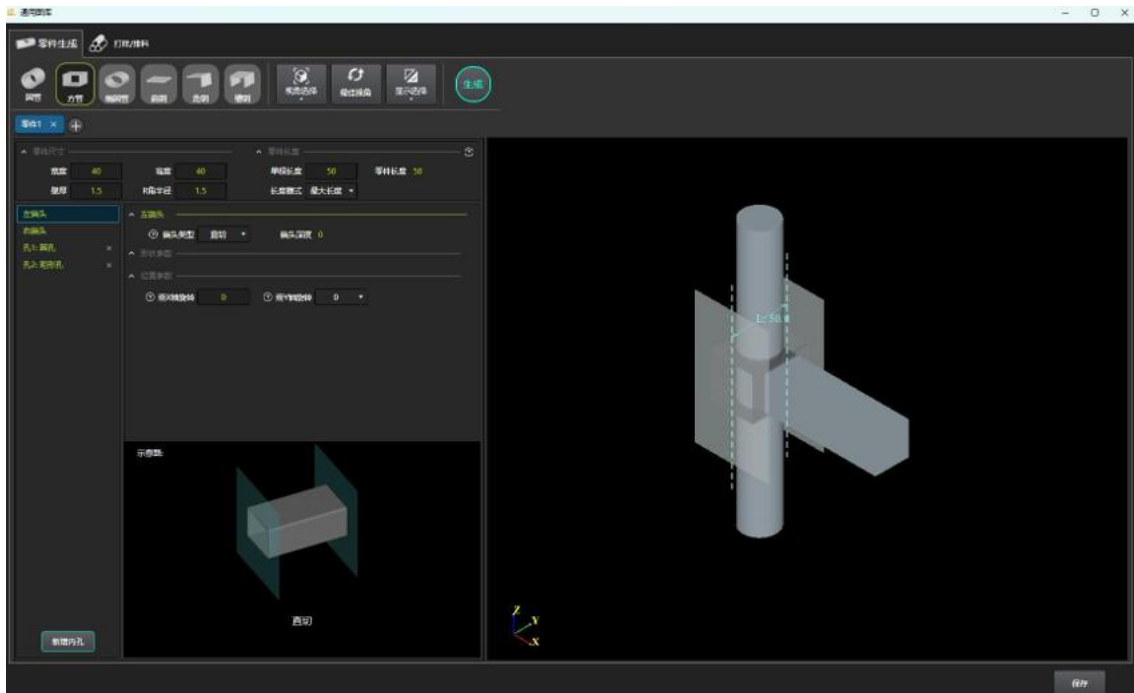 通用图库
零件生成 打散/排料
圆管 方管 椭圆管 扁钢 角钢 槽钢 视角选择 最佳视角 显示选择 生成
零件1
零件尺寸 零件长度
宽度 40 高度 40 单根长度 50 零件长度 50
壁厚 1.5 R角半径 1.5 长度模式 最大长度
左端头 左端头
右端头 端头类型 直切 端头深度 0
孔1: 圆孔 形状参数
孔2: 矩形孔 位置参数
绕X轴旋转 0 绕Y轴旋转 0
L=50.0
示意图:
直切
Z
Y
X
新增内孔
保存